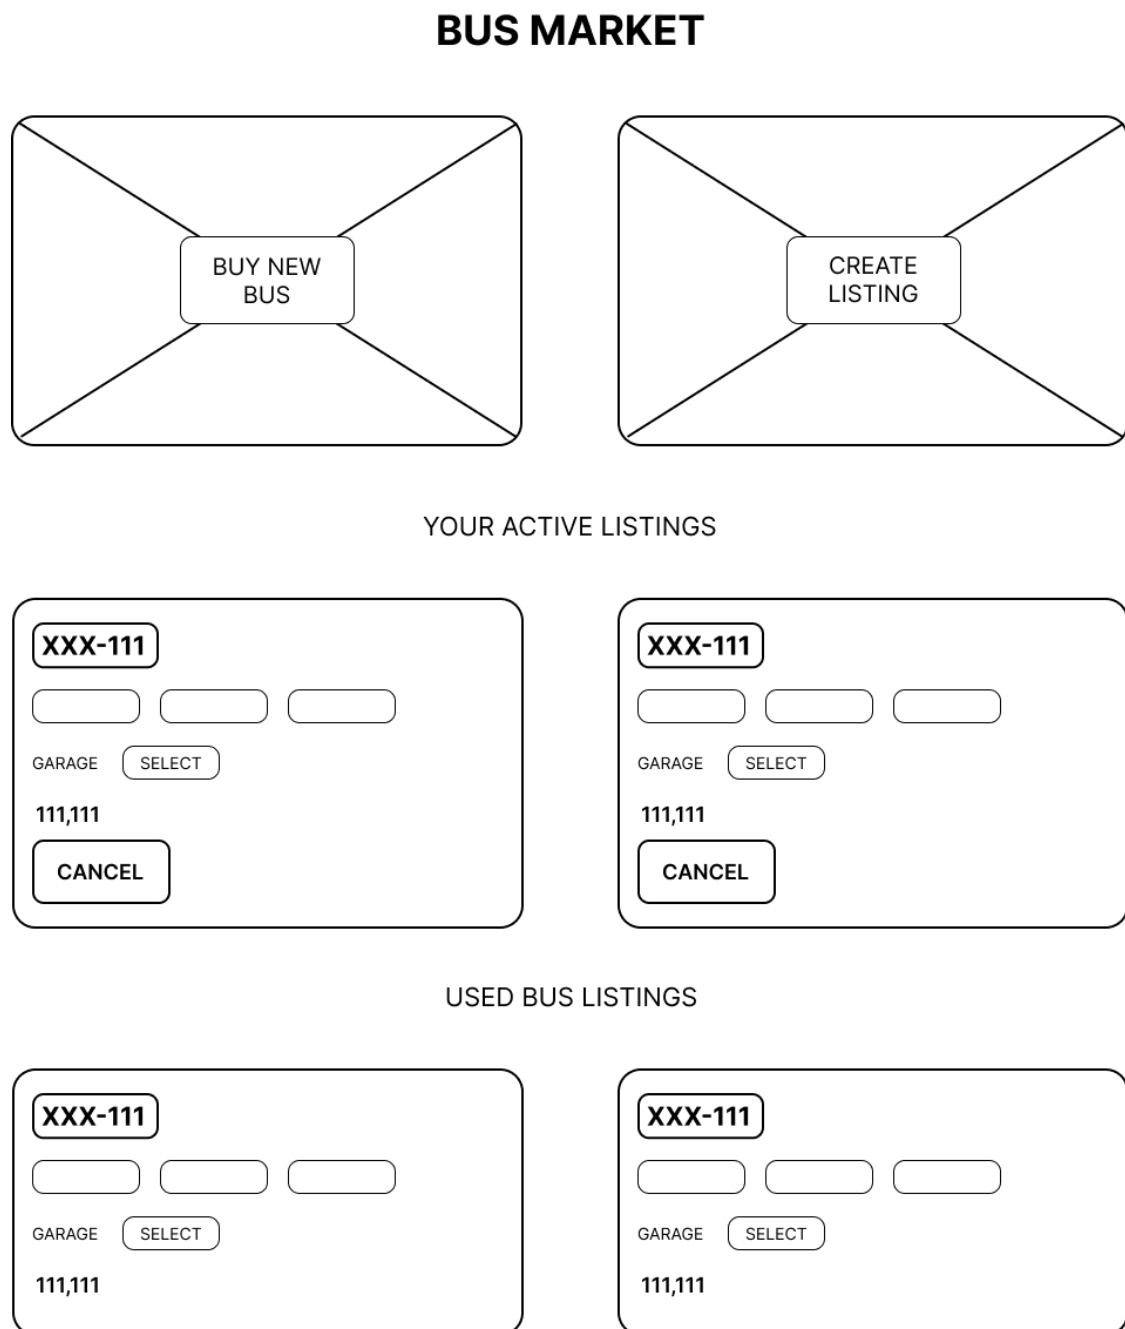 BUS MARKET
BUY NEW
BUS
CREATE
LISTING
YOUR ACTIVE LISTINGS
XXX-111
GARAGE SELECT
111,111
CANCEL
XXX-111
GARAGE SELECT
111,111
CANCEL
USED BUS LISTINGS
XXX-111
GARAGE SELECT
111,111
XXX-111
GARAGE SELECT
111,111